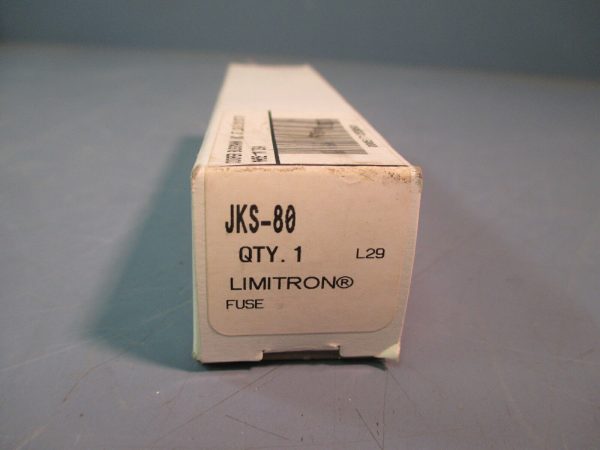 JKS-80
QTY. 1 L29
LIMITRON®
FUSE